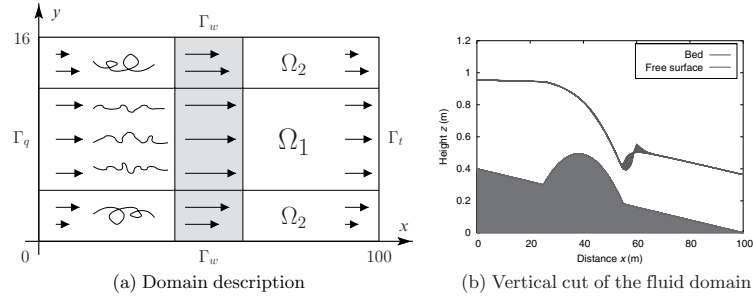 y
Γ_w
16
Ω_2
Γ_q
Ω_1
Γ_t
Ω_2
x
0
Γ_w
100
(a) Domain description
1.2
Bed
Free surface
1
0.8
0.6
0.4
0.2
0
Height z (m)
0
20
40
60
80
100
Distance x (m)
(b) Vertical cut of the fluid domain